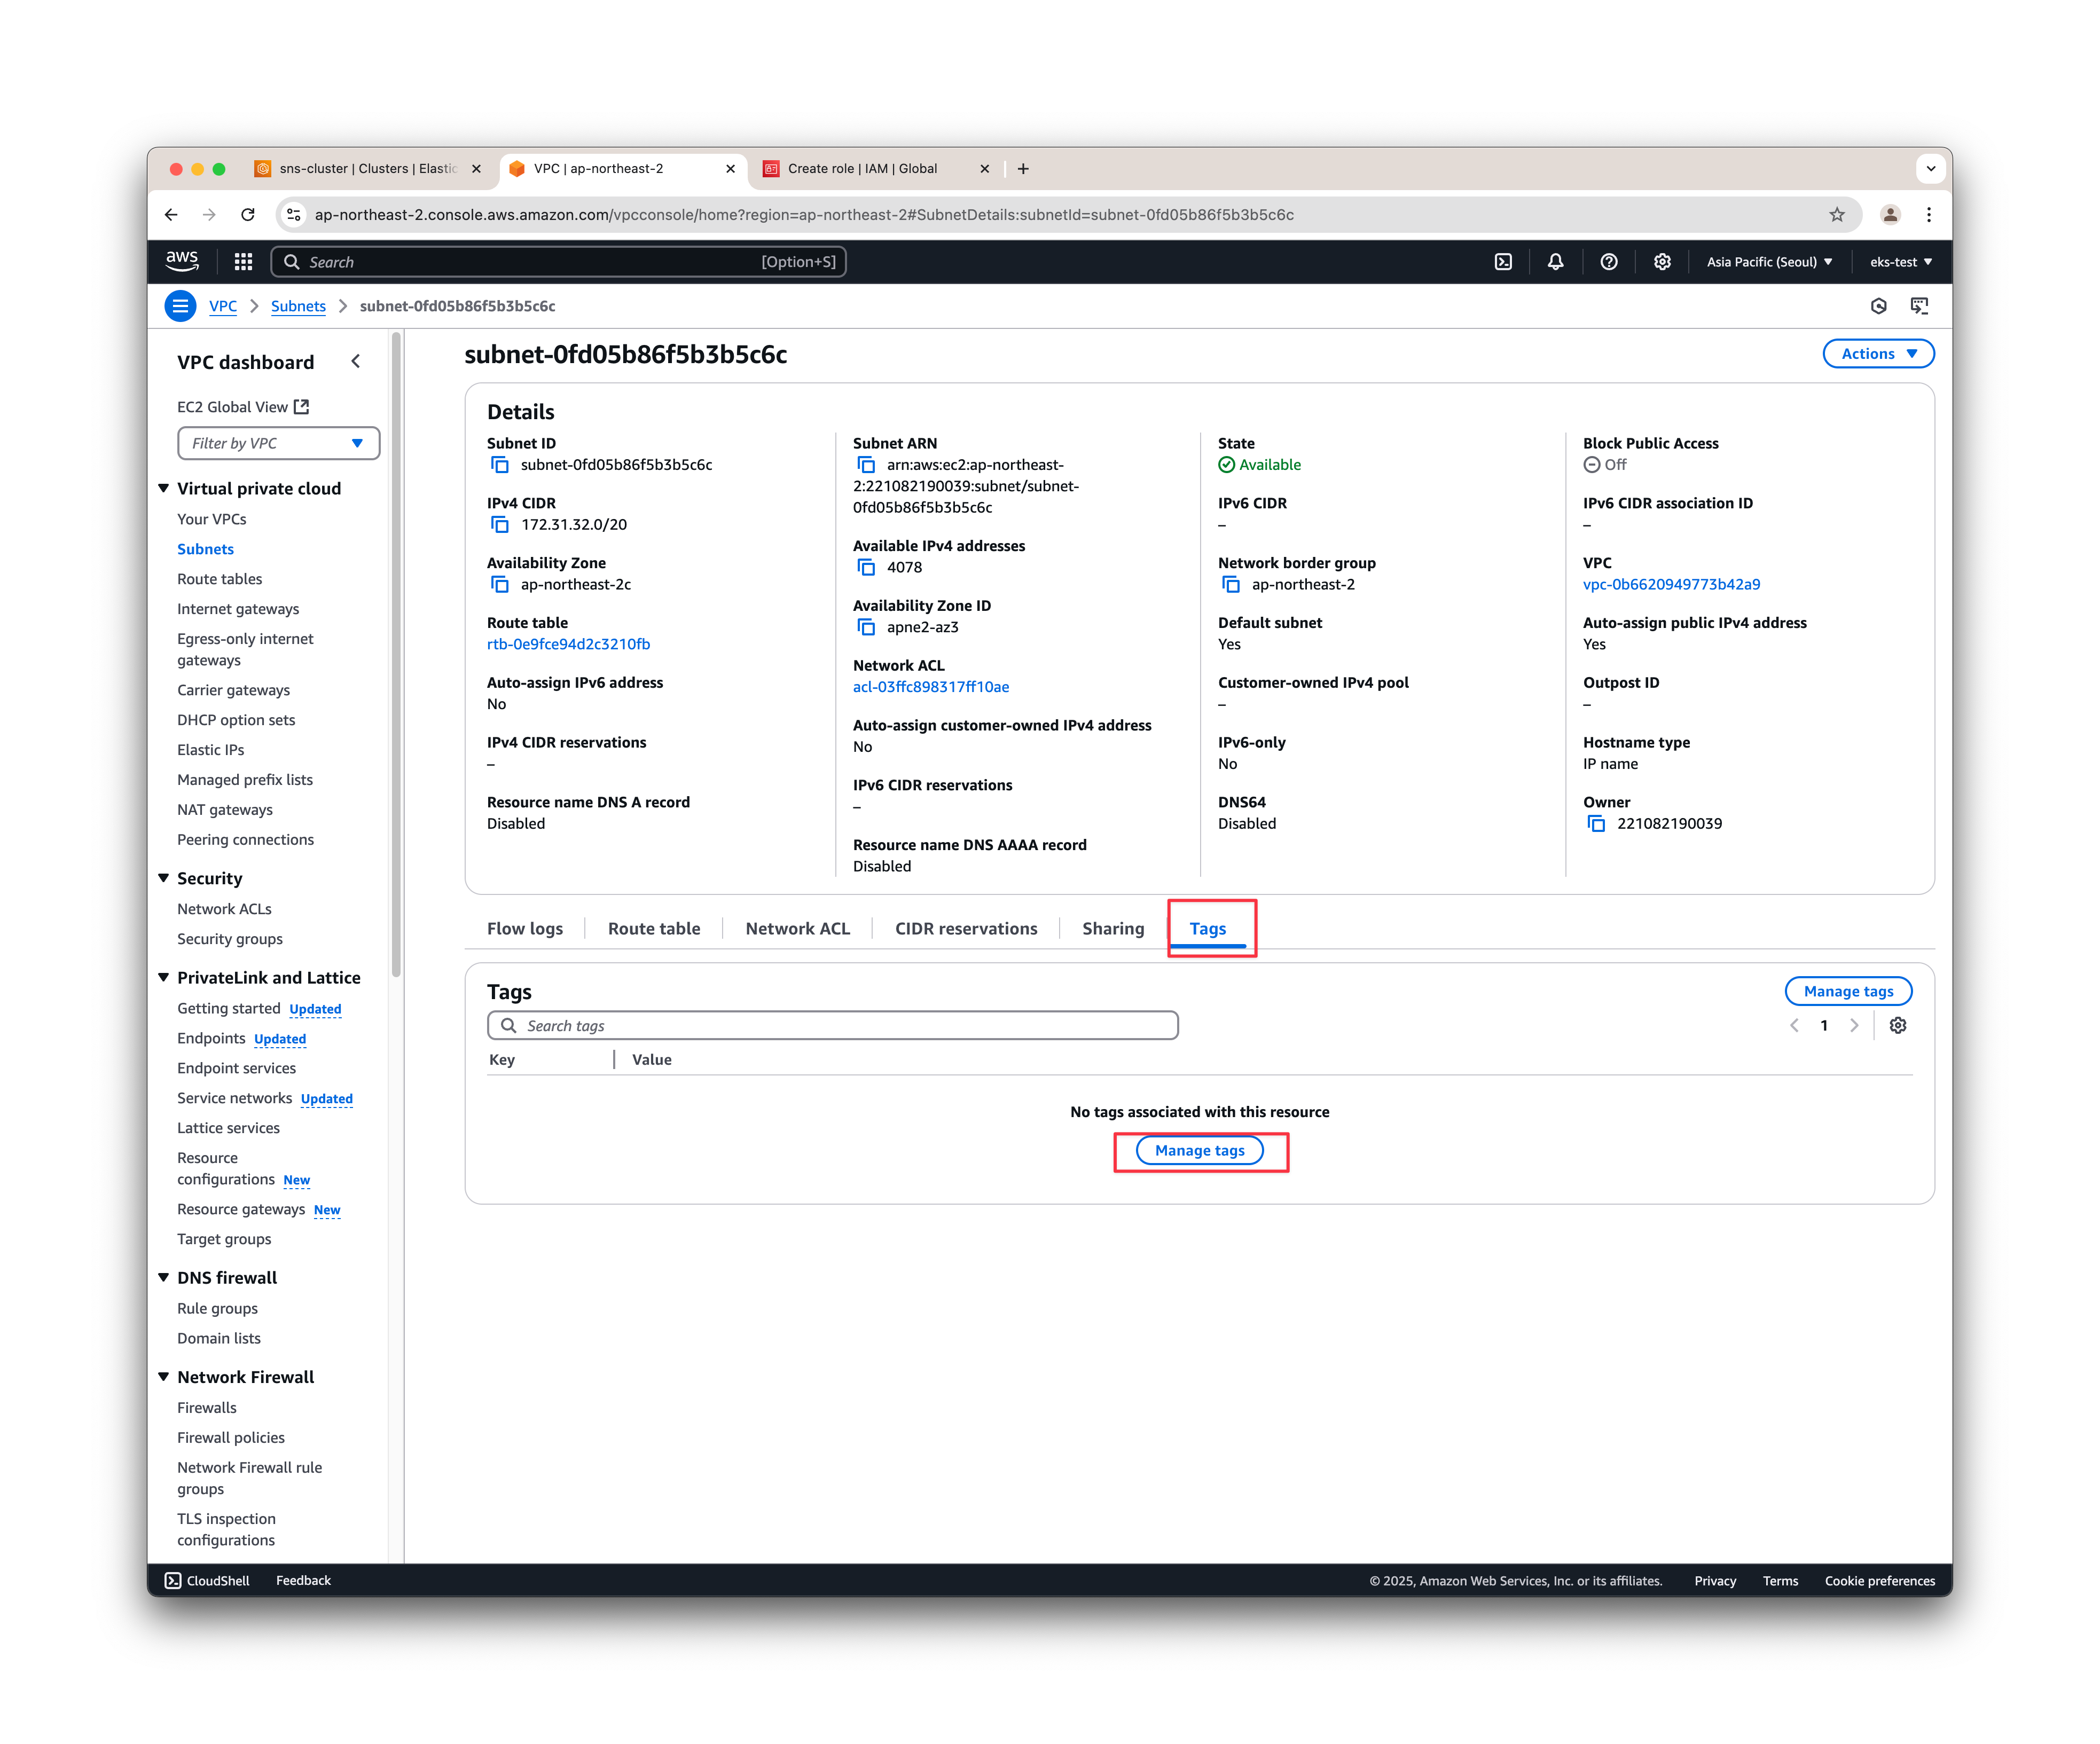 sns-cluster | Clusters | Elastic
VPC | ap-northeast-2
Create role | IAM | Global
ap-northeast-2.console.aws.amazon.com/vpcconsole/home?region=ap-northeast-2#SubnetDetails:subnetId=subnet-0fd05b86f5b3b5c6c
aws
Search
[Option+S]
Asia Pacific (Seoul)
eks-test
VPC
Subnets
subnet-0fd05b86f5b3b5c6c
VPC dashboard
EC2 Global View
Filter by VPC
Virtual private cloud
Your VPCs
Subnets
Route tables
Internet gateways
Egress-only internet
gateways
Carrier gateways
DHCP option sets
Elastic IPs
Managed prefix lists
NAT gateways
Peering connections
Security
Network ACLs
Security groups
PrivateLink and Lattice
Getting started Updated
Endpoints Updated
Endpoint services
Service networks Updated
Lattice services
Resource
configurations New
Resource gateways New
Target groups
DNS firewall
Rule groups
Domain lists
Network Firewall
Firewalls
Firewall policies
Network Firewall rule
groups
TLS inspection
configurations
subnet-0fd05b86f5b3b5c6c
Actions
Details
Subnet ID
subnet-0fd05b86f5b3b5c6c
IPv4 CIDR
172.31.32.0/20
Availability Zone
ap-northeast-2c
Route table
rtb-0e9fce94d2c3210fb
Auto-assign IPv6 address
No
IPv4 CIDR reservations
–
Resource name DNS A record
Disabled
Subnet ARN
arn:aws:ec2:ap-northeast-
2:221082190039:subnet/subnet-
0fd05b86f5b3b5c6c
Available IPv4 addresses
4078
Availability Zone ID
apne2-az3
Network ACL
acl-03ffc898317ff10ae
Auto-assign customer-owned IPv4 address
No
IPv6 CIDR reservations
–
Resource name DNS AAAA record
Disabled
State
Available
IPv6 CIDR
–
Network border group
ap-northeast-2
Default subnet
Yes
Customer-owned IPv4 pool
–
IPv6-only
No
DNS64
Disabled
Block Public Access
Off
IPv6 CIDR association ID
–
VPC
vpc-0b6620949773b42a9
Auto-assign public IPv4 address
Yes
Outpost ID
–
Hostname type
IP name
Owner
221082190039
Flow logs
Route table
Network ACL
CIDR reservations
Sharing
Tags
Tags
Manage tags
Search tags
1
Key
Value
No tags associated with this resource
Manage tags
CloudShell
Feedback
© 2025, Amazon Web Services, Inc. or its affiliates.
Privacy
Terms
Cookie preferences